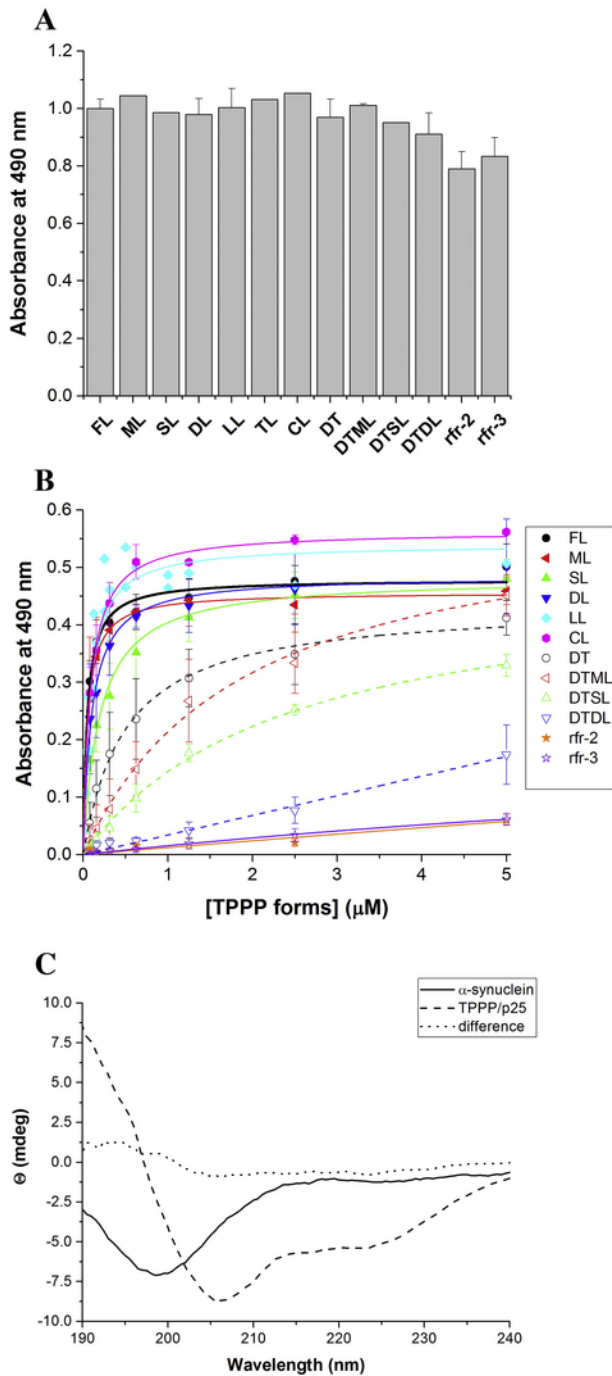 A
Absorbance at 490 nm
1.2
1.0
0.8
0.6
0.4
0.2
0.0
FL ML SL DL LL TL CL DT DTML DTSL DTDL rfr-2 rfr-3
B
Absorbance at 490 nm
0.6
0.5
0.4
0.3
0.2
0.1
0.0
0 1 2 3 4 5
[TPPP forms] (μM)
FL
ML
SL
DL
LL
CL
DT
DTML
DTSL
DTDL
rfr-2
rfr-3
C
α-synuclein
TPPP/p25
difference
Θ (mdeg)
10.0
7.5
5.0
2.5
0.0
-2.5
-5.0
-7.5
-10.0
190 200 210 220 230 240
Wavelength (nm)